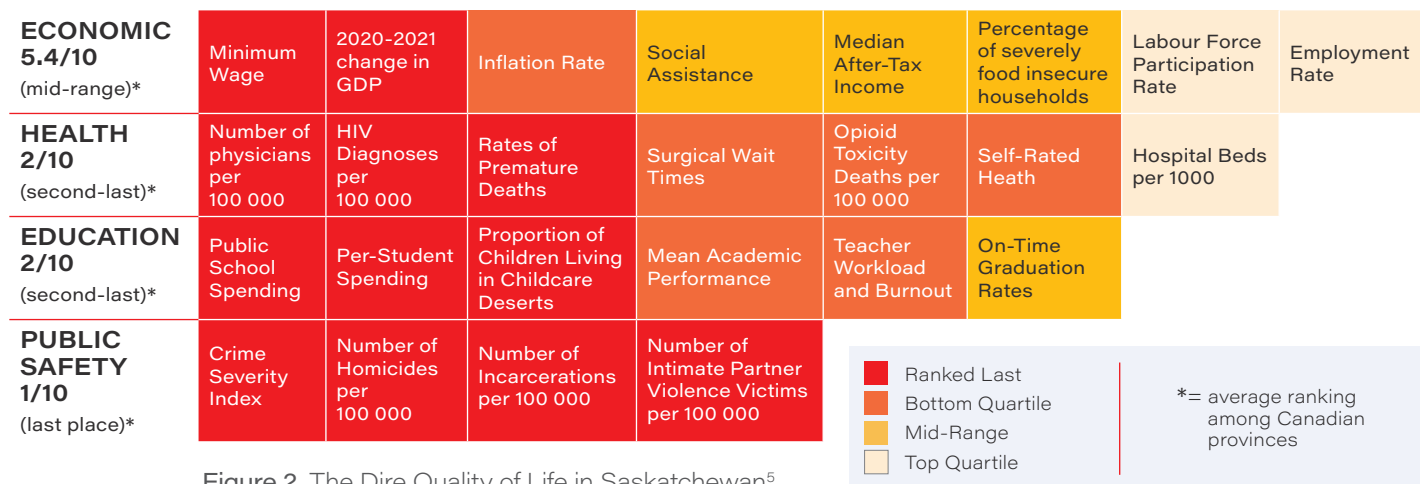 ECONOMIC
5.4/10
(mid-range)*
Minimum
Wage
2020-2021
change in
GDP
Inflation Rate
Social
Assistance
Median
After-Tax
Income
Percentage
of severely
food insecure
households
Labour Force
Participation
Rate
Employment
Rate
HEALTH
2/10
(second-last)*
Number of
physicians
per
100 000
HIV
Diagnoses
per
100 000
Rates of
Premature
Deaths
Surgical Wait
Times
Opioid
Toxicity
Deaths per
100 000
Self-Rated
Heath
Hospital Beds
per 1000
EDUCATION
2/10
(second-last)*
Public
School
Spending
Per-Student
Spending
Proportion of
Children Living
in Childcare
Deserts
Mean Academic
Performance
Teacher
Workload
and Burnout
On-Time
Graduation
Rates
PUBLIC
SAFETY
1/10
(last place)*
Crime
Severity
Index
Number of
Homicides
per
100 000
Number of
Incarcerations
per 100 000
Number of
Intimate Partner
Violence Victims
per 100 000
Ranked Last
Bottom Quartile
Mid-Range
Top Quartile
*= average ranking
among Canadian
provinces
Figure 2. The Dire Quality of Life in Saskatchewan⁵